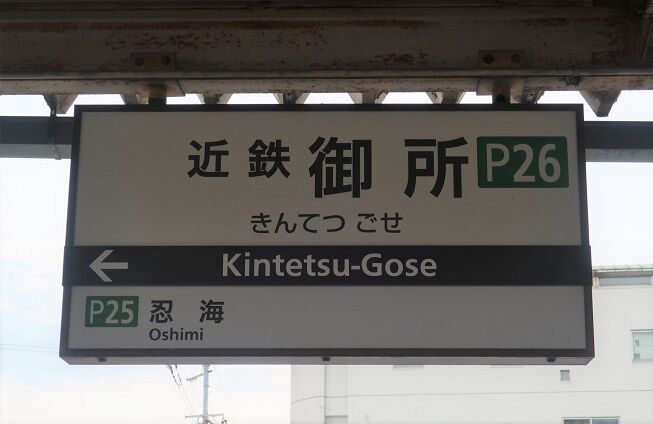 近鉄御所 P26
きんてつ ごせ
← Kintetsu-Gose
P25 忍海
Oshimi